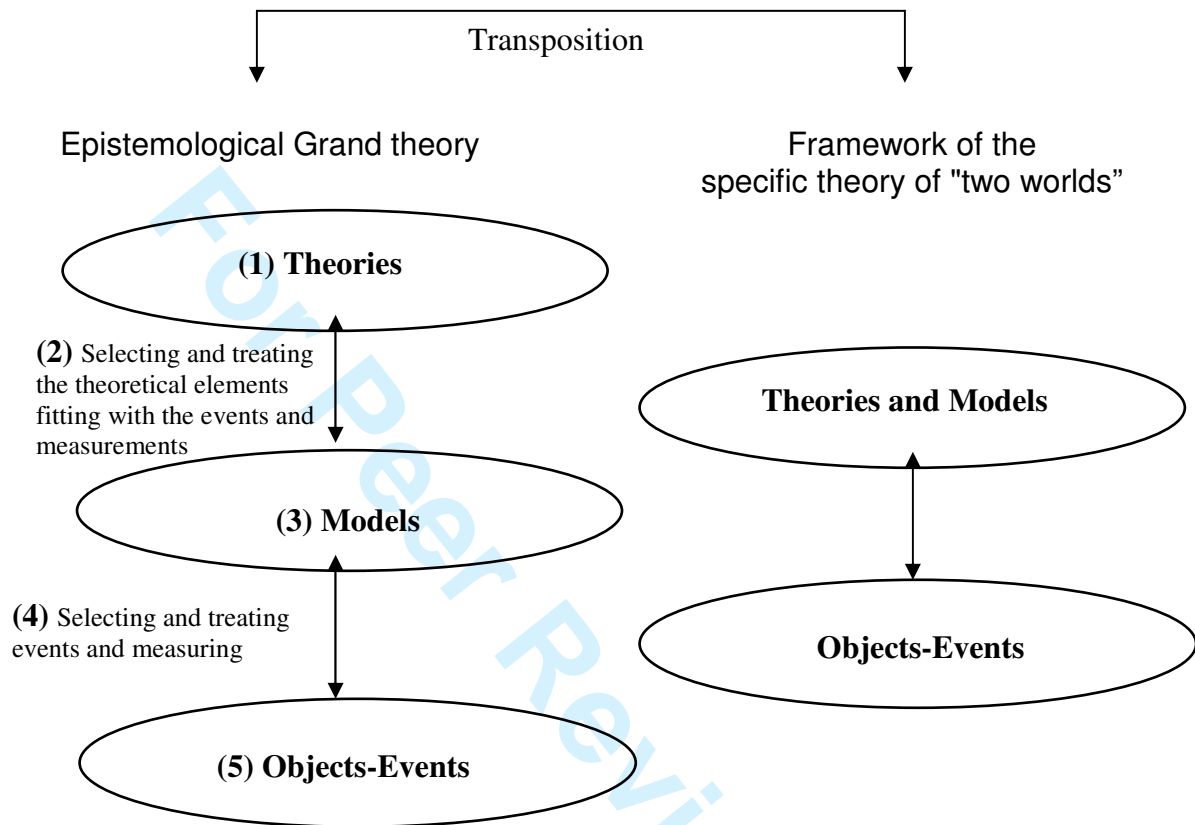 Transposition
Epistemological Grand theory
Framework of the
specific theory of "two worlds”
(1) Theories
(2) Selecting and treating
the theoretical elements
fitting with the events and
measurements
Theories and Models
(3) Models
(4) Selecting and treating
events and measuring
Objects-Events
(5) Objects-Events
For Peer Revi